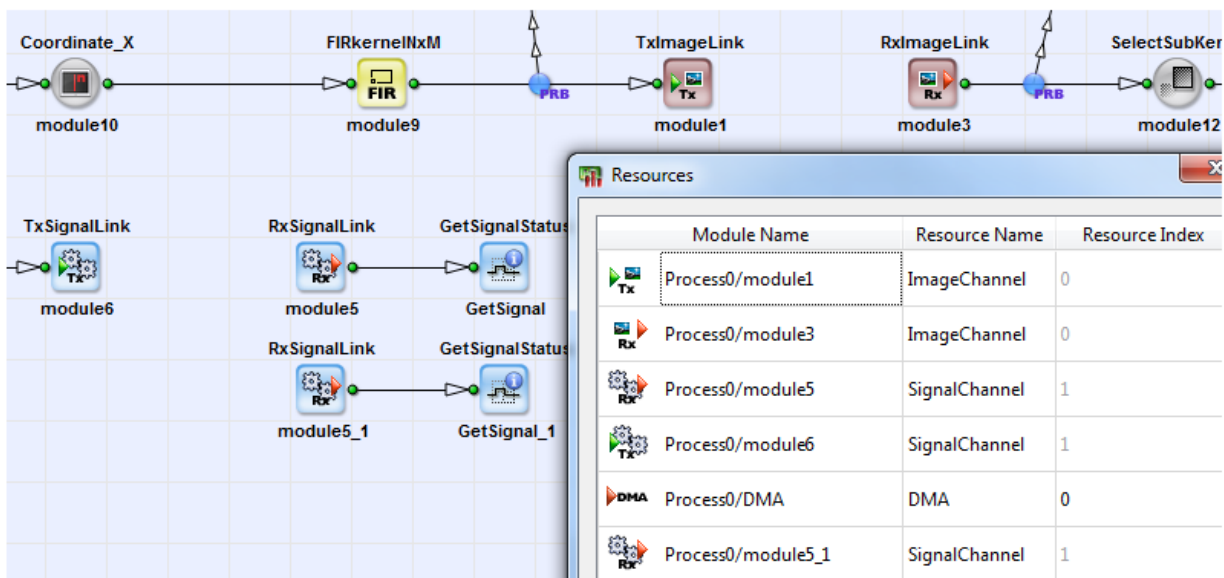 Coordinate_X
FIRkernelNxM
TxImageLink
RxImageLink
SelectSubKer
FIR
PRB
Tx
Rx
PRB
module10
module9
module1
module3
module12
Resources
TxSignalLink
RxSignalLink
GetSignalStatus
Tx
Rx
module6
module5
GetSignal
RxSignalLink
GetSignalStatus
Rx
module5_1
GetSignal_1
Module Name Resource Name Resource Index
Tx Process0/module1 ImageChannel 0
Rx Process0/module3 ImageChannel 0
Rx Process0/module5 SignalChannel 1
Tx Process0/module6 SignalChannel 1
DMA Process0/DMA DMA 0
Rx Process0/module5_1 SignalChannel 1